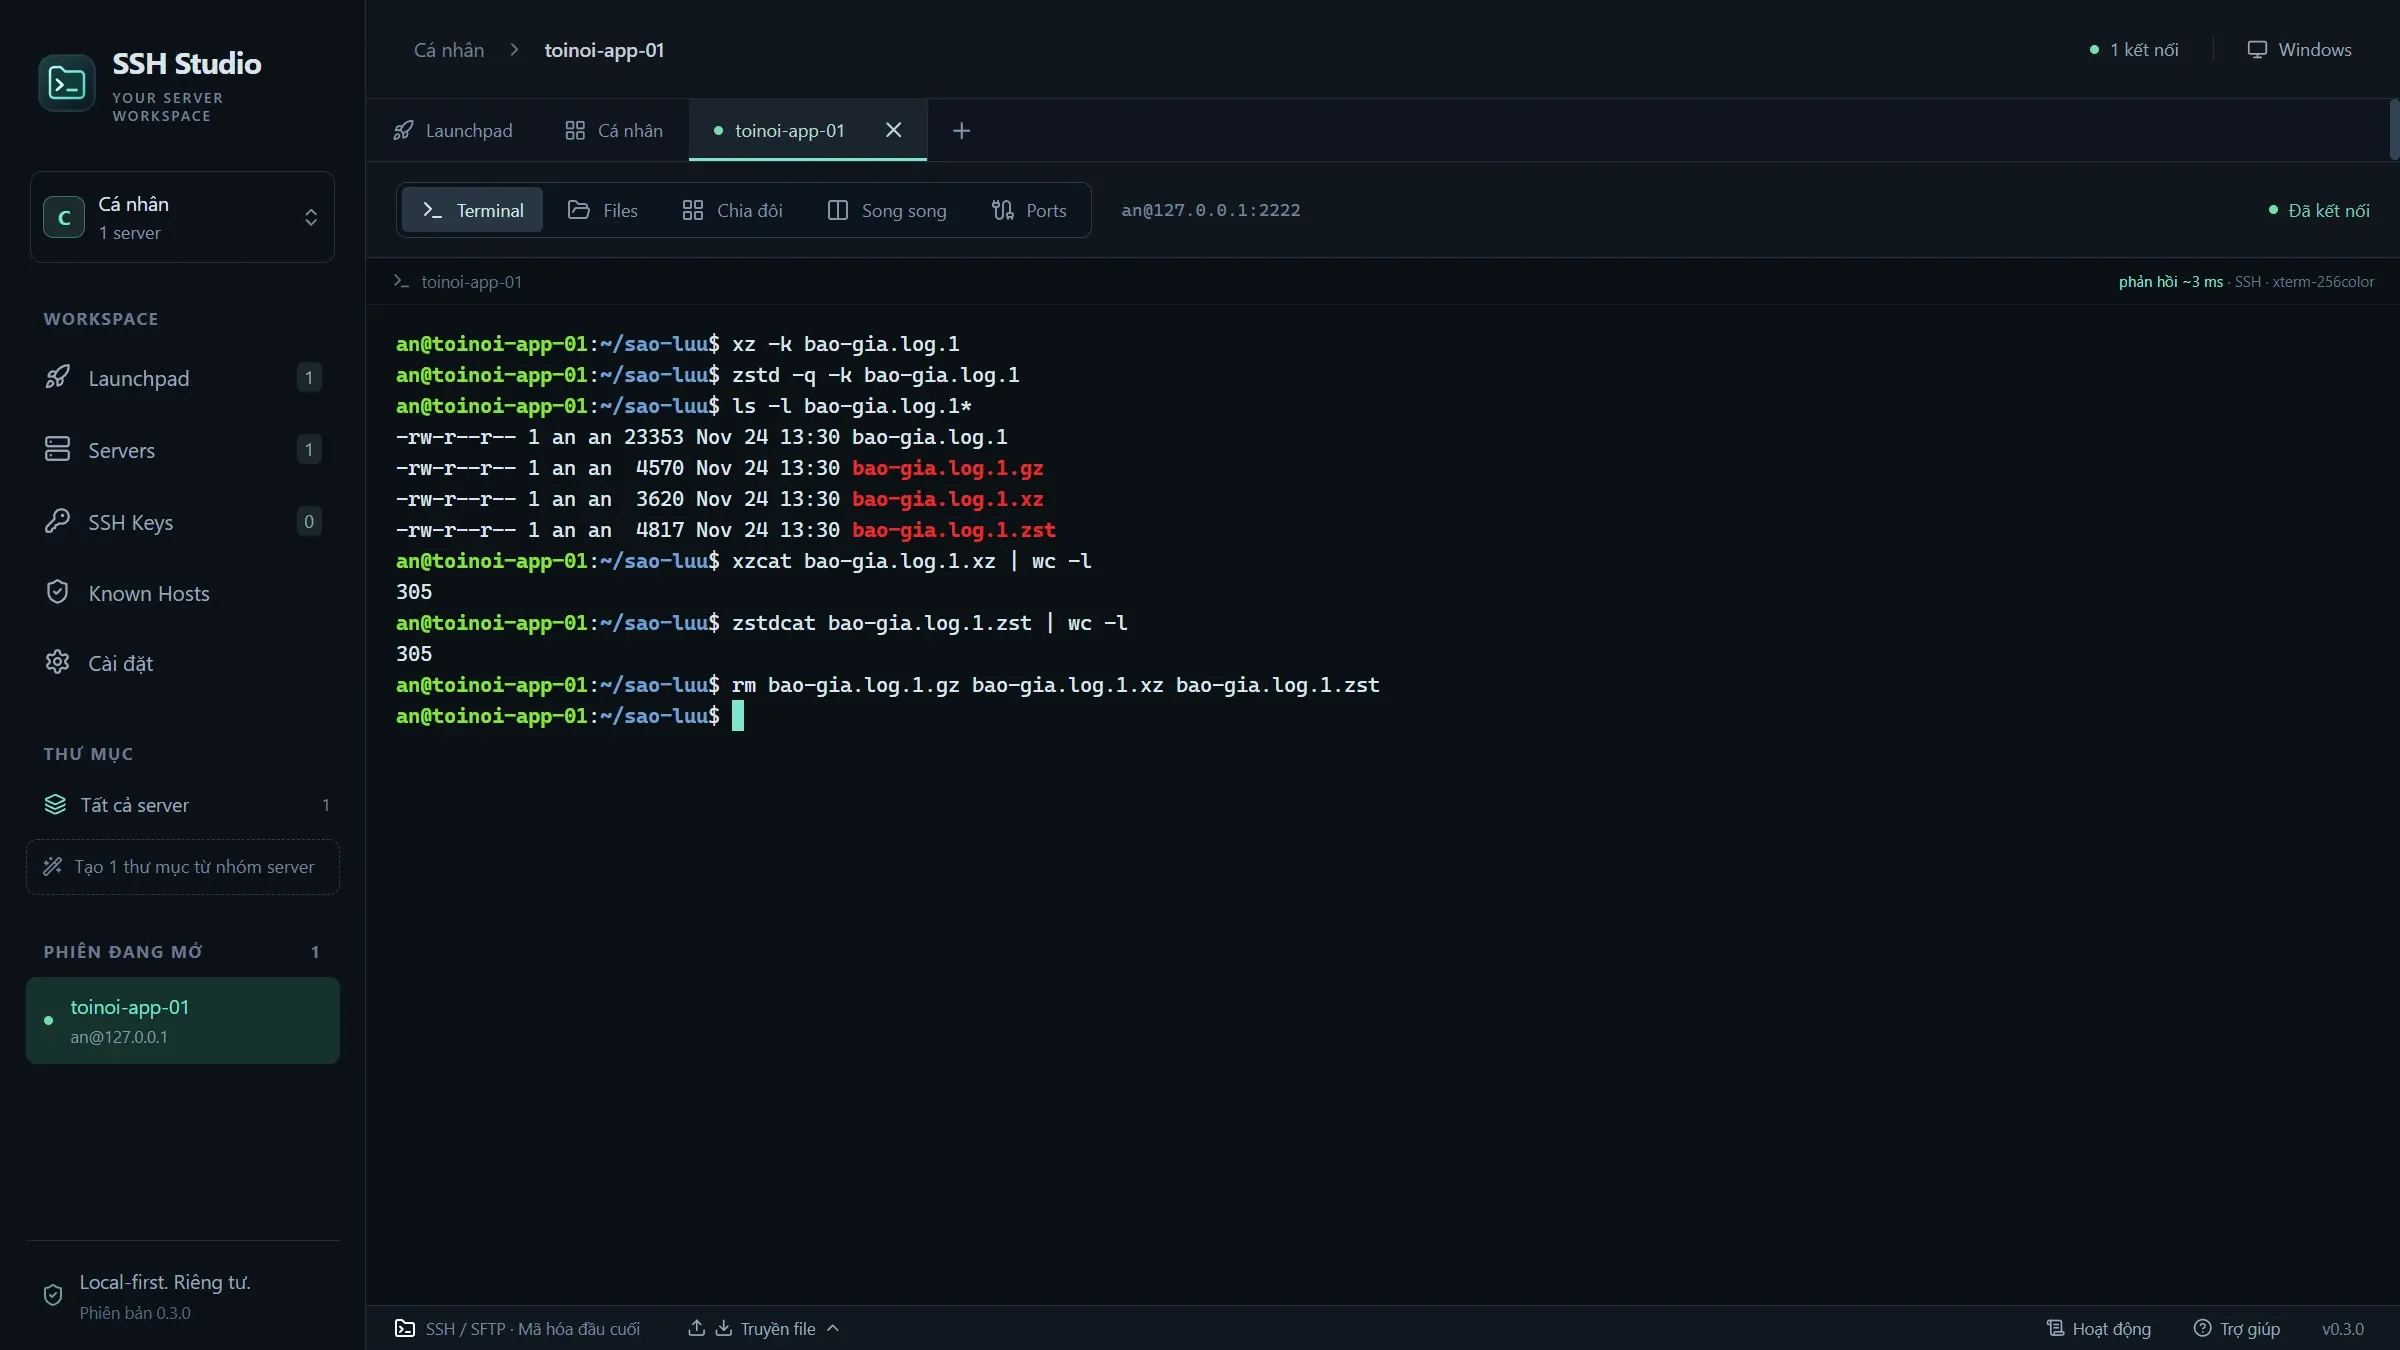 SSH Studio
YOUR SERVER
WORKSPACE
C
Cá nhân
1 server
WORKSPACE
Launchpad 1
Servers 1
SSH Keys 0
Known Hosts
Cài đặt
THƯ MỤC
Tất cả server 1
Tạo 1 thư mục từ nhóm server
PHIÊN ĐANG MỞ 1
toinoi-app-01
an@127.0.0.1
Local-first. Riêng tư.
Phiên bản 0.3.0
Cá nhân > toinoi-app-01
1 kết nối
Windows
Launchpad
Cá nhân
toinoi-app-01
Terminal
Files
Chia đôi
Song song
Ports
an@127.0.0.1:2222
Đã kết nối
toinoi-app-01
phản hồi ~3 ms · SSH · xterm-256color
an@toinoi-app-01:~/sao-luu$ xz -k bao-gia.log.1
an@toinoi-app-01:~/sao-luu$ zstd -q -k bao-gia.log.1
an@toinoi-app-01:~/sao-luu$ ls -l bao-gia.log.1*
-rw-r--r-- 1 an an 23353 Nov 24 13:30 bao-gia.log.1
-rw-r--r-- 1 an an  4570 Nov 24 13:30 bao-gia.log.1.gz
-rw-r--r-- 1 an an  3620 Nov 24 13:30 bao-gia.log.1.xz
-rw-r--r-- 1 an an  4817 Nov 24 13:30 bao-gia.log.1.zst
an@toinoi-app-01:~/sao-luu$ xzcat bao-gia.log.1.xz | wc -l
305
an@toinoi-app-01:~/sao-luu$ zstdcat bao-gia.log.1.zst | wc -l
305
an@toinoi-app-01:~/sao-luu$ rm bao-gia.log.1.gz bao-gia.log.1.xz bao-gia.log.1.zst
an@toinoi-app-01:~/sao-luu$
SSH / SFTP · Mã hóa đầu cuối
Truyền file
Hoạt động
Trợ giúp
v0.3.0